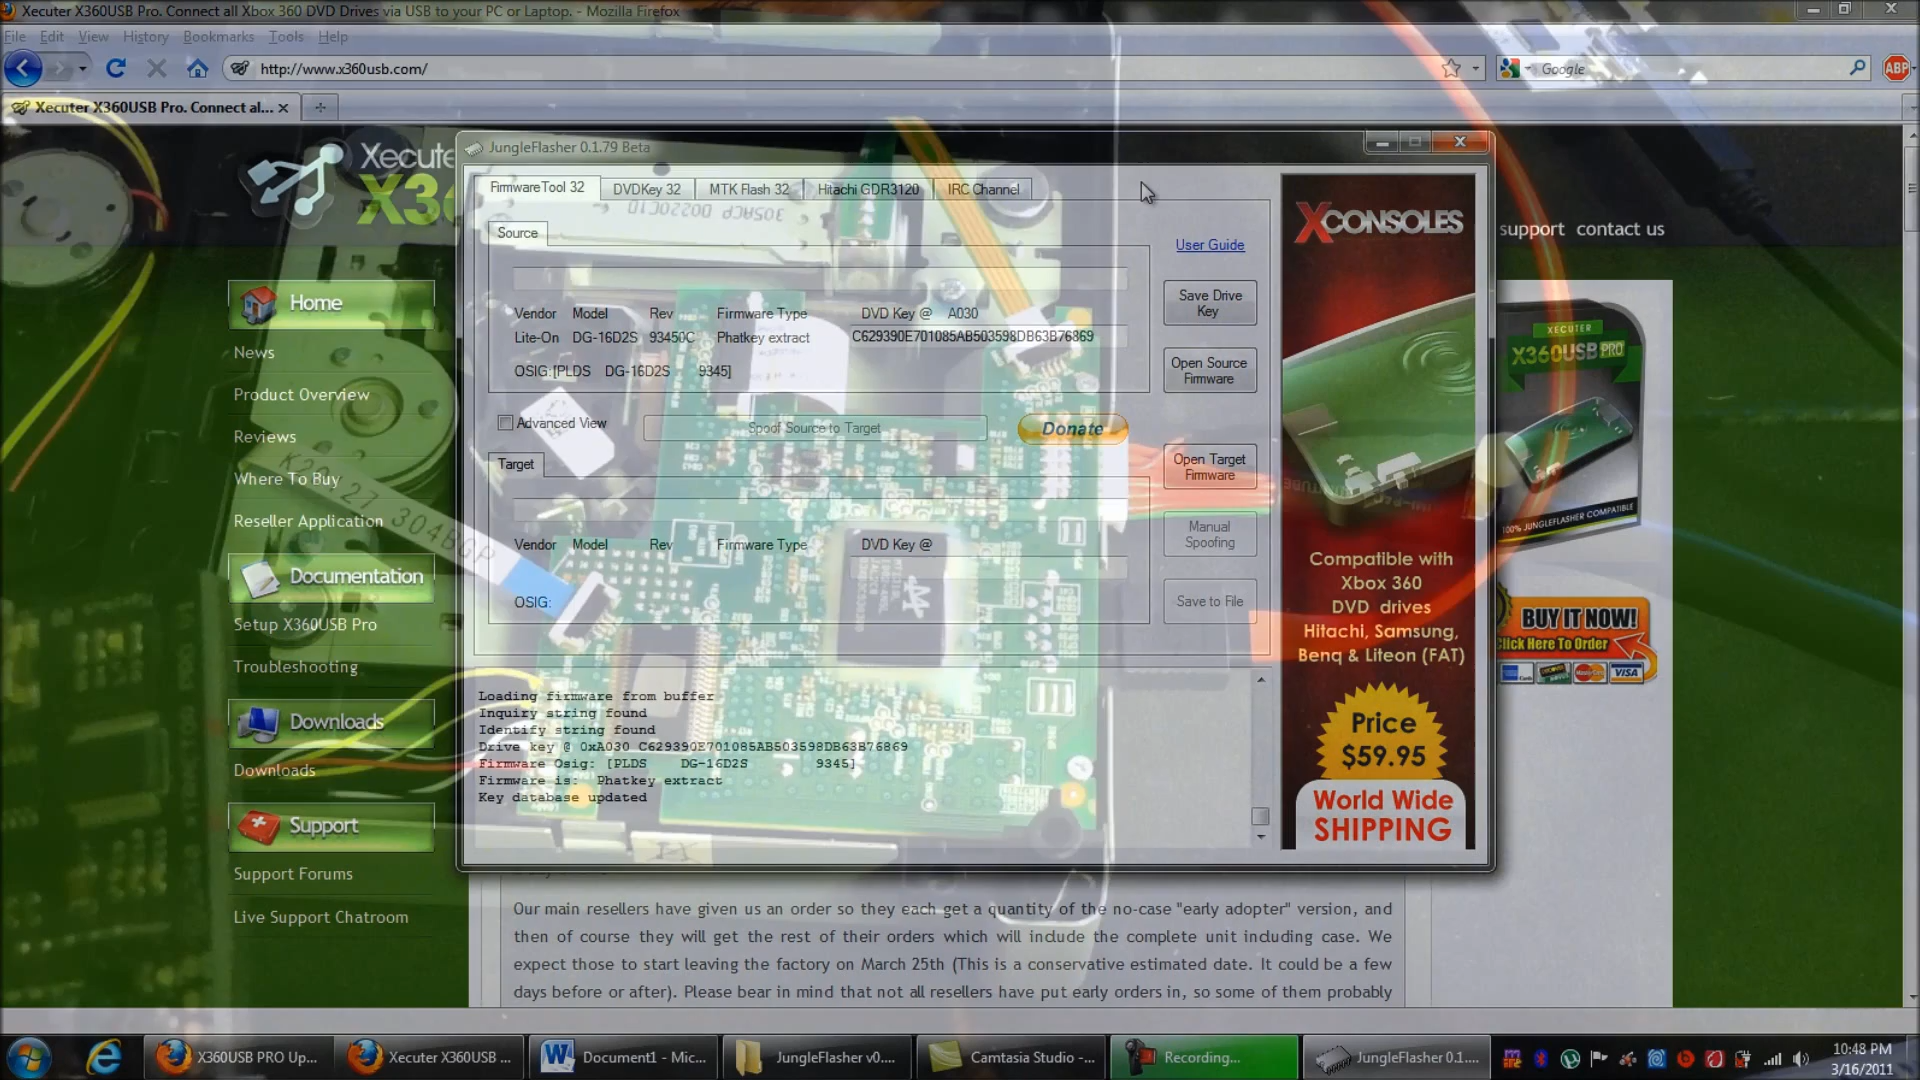 Xecuter X360USB Pro. Connect all Xbox 360 DVD Drives via USB to your PC or Laptop. - Mozilla Firefox
File Edit View History Bookmarks Tools Help
http://www.x360usb.com/
Google
ABP
Xecuter X360USB Pro. Connect al...
Xecute
X36
support contact us
Home
News
Product Overview
Reviews
Where To Buy
Reseller Application
Documentation
Setup X360USB Pro
Troubleshooting
Downloads
Downloads
Support
Support Forums
Live Support Chatroom
JungleFlasher 0.1.79 Beta
FirmwareTool 32 DVDKey 32 MTK Flash 32 Hitachi GDR3120 IRC Channel
Source
User Guide
Vendor Model Rev Firmware Type DVD Key @ A030
Lite-On DG-16D2S 93450C Phatkey extract C629390E701085AB503598DB63B76869
OSIG:[PLDS DG-16D2S 9345]
Save Drive
Key
Open Source
Firmware
Advanced View Spoof Source to Target Donate
Target
Open Target
Firmware
Manual
Spoofing
Vendor Model Rev Firmware Type DVD Key @
OSIG:
Save to File
K22A27 304BGP
Loading firmware from buffer
Inquiry string found
Identify string found
Drive key @ 0xA030 C629390E701085AB503598DB63B76869
Firmware Osig: [PLDS DG-16D2S 9345]
Firmware is: Phatkey extract
Key database updated
XCONSOLES
Compatible with
Xbox 360
DVD drives
Hitachi, Samsung,
Benq & Liteon (FAT)
Price
$59.95
World Wide
SHIPPING
XECUTER
X360USB PRO
100% JUNGLEFLASHER COMPATIBLE
BUY IT NOW!
Click Here To Order
VISA
Our main resellers have given us an order so they each get a quantity of the no-case "early adopter" version, and
then of course they will get the rest of their orders which will include the complete unit including case. We
expect those to start leaving the factory on March 25th (This is a conservative estimated date. It could be a few
days before or after). Please bear in mind that not all resellers have put early orders in, so some of them probably
X360USB PRO Up...
Xecuter X360USB ...
Document1 - Mic...
JungleFlasher v0....
Camtasia Studio -...
Recording...
JungleFlasher 0.1....
10:48 PM
3/16/2011